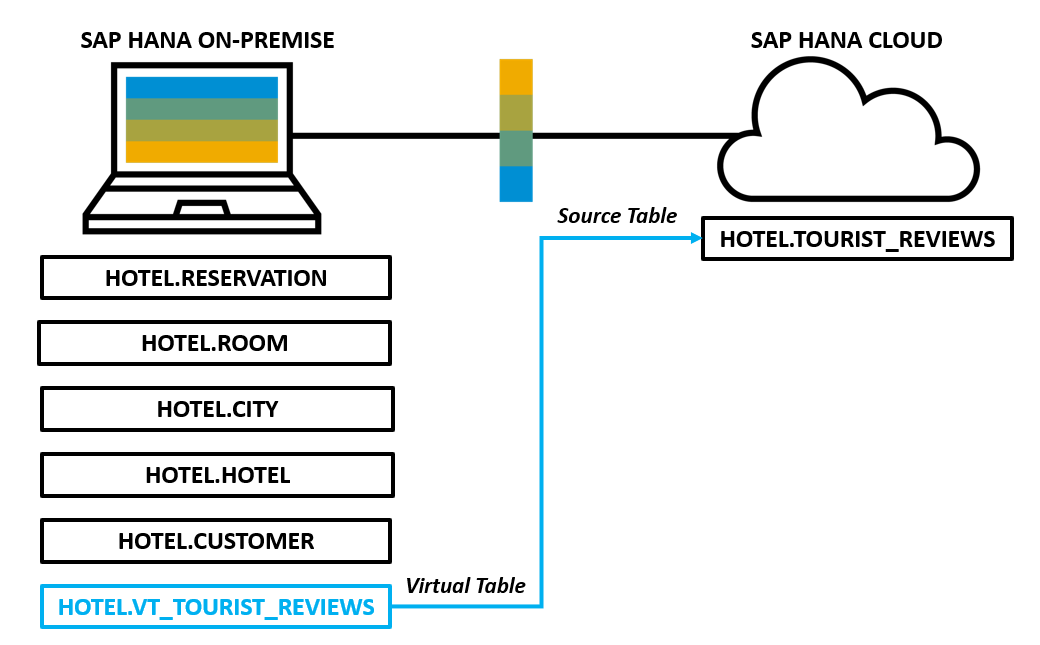 SAP HANA ON-PREMISE
SAP HANA CLOUD
Source Table
HOTEL.TOURIST_REVIEWS
HOTEL.RESERVATION
HOTEL.ROOM
HOTEL.CITY
HOTEL.HOTEL
HOTEL.CUSTOMER
Virtual Table
HOTEL.VT_TOURIST_REVIEWS